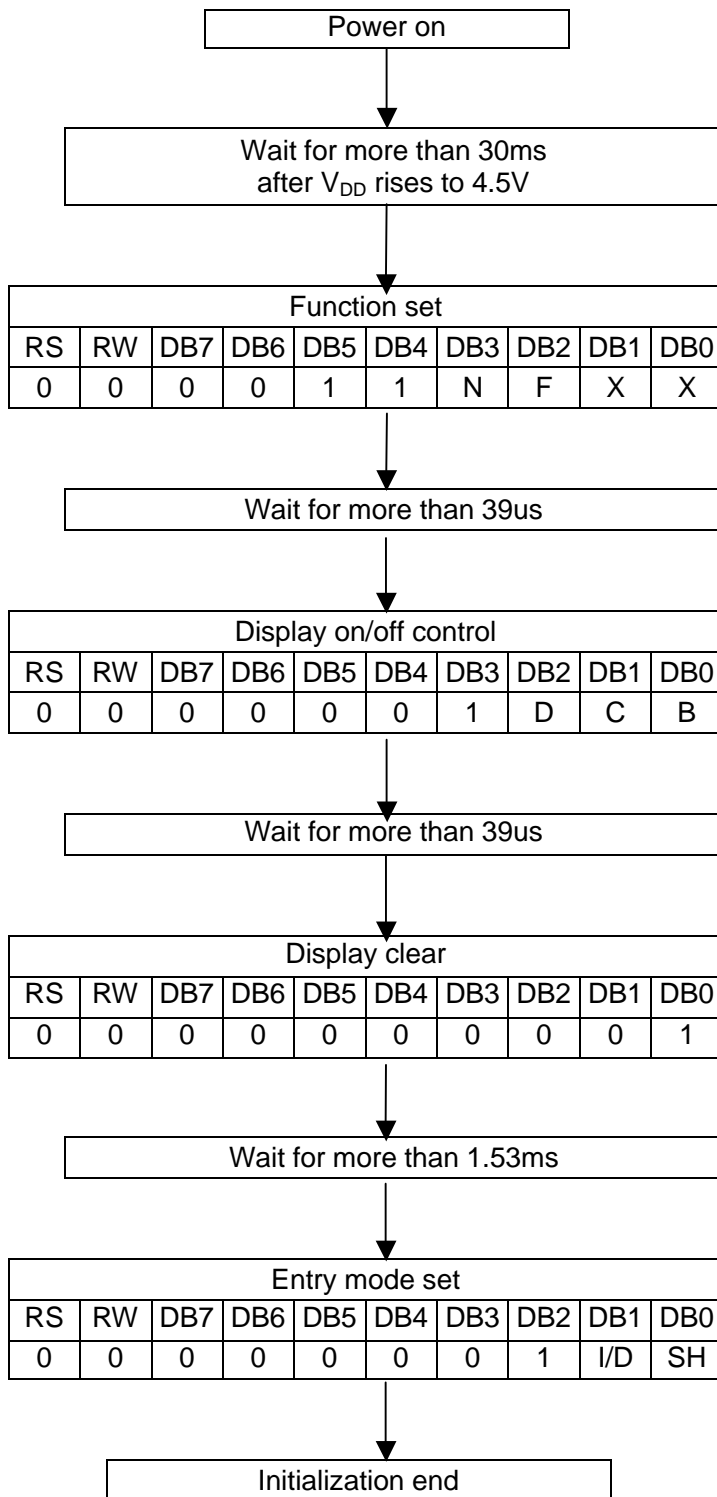 Power on
Wait for more than 30ms
after VDD rises to 4.5V
Function set
RS RW DB7 DB6 DB5 DB4 DB3 DB2 DB1 DB0
0 0 0 0 1 1 N F X X
Wait for more than 39us
Display on/off control
RS RW DB7 DB6 DB5 DB4 DB3 DB2 DB1 DB0
0 0 0 0 0 0 1 D C B
Wait for more than 39us
Display clear
RS RW DB7 DB6 DB5 DB4 DB3 DB2 DB1 DB0
0 0 0 0 0 0 0 0 0 1
Wait for more than 1.53ms
Entry mode set
RS RW DB7 DB6 DB5 DB4 DB3 DB2 DB1 DB0
0 0 0 0 0 0 0 1 I/D SH
Initialization end